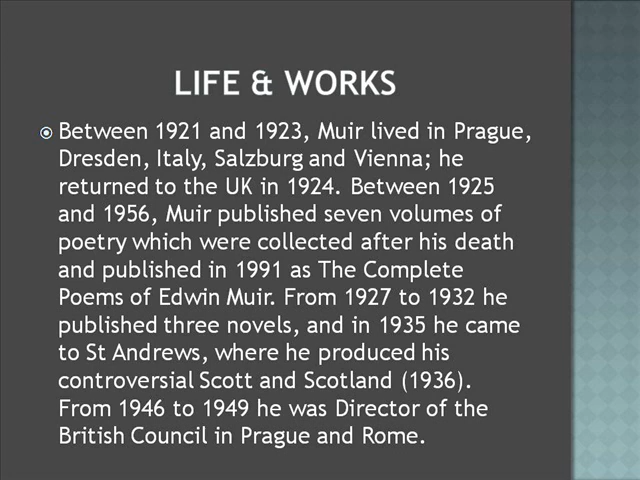 LIFE & WORKS
Between 1921 and 1923, Muir lived in Prague,
Dresden, Italy, Salzburg and Vienna; he
returned to the UK in 1924. Between 1925
and 1956, Muir published seven volumes of
poetry which were collected after his death
and published in 1991 as The Complete
Poems of Edwin Muir. From 1927 to 1932 he
published three novels, and in 1935 he came
to St Andrews, where he produced his
controversial Scott and Scotland (1936).
From 1946 to 1949 he was Director of the
British Council in Prague and Rome.